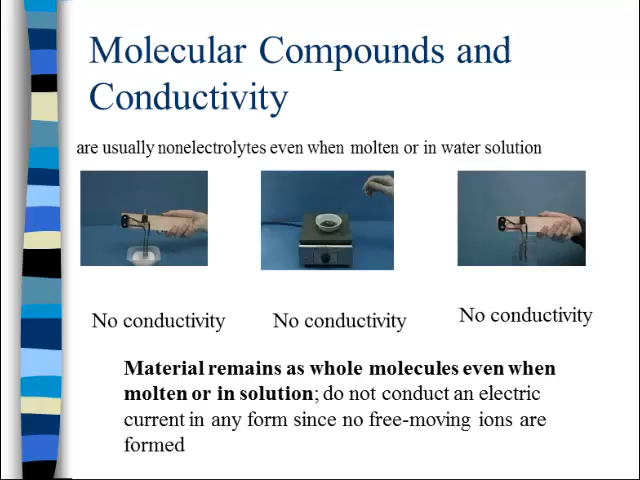 Molecular Compounds and
Conductivity
are usually nonelectrolytes even when molten or in water solution
No conductivity
No conductivity
No conductivity
Material remains as whole molecules even when
molten or in solution; do not conduct an electric
current in any form since no free-moving ions are
formed